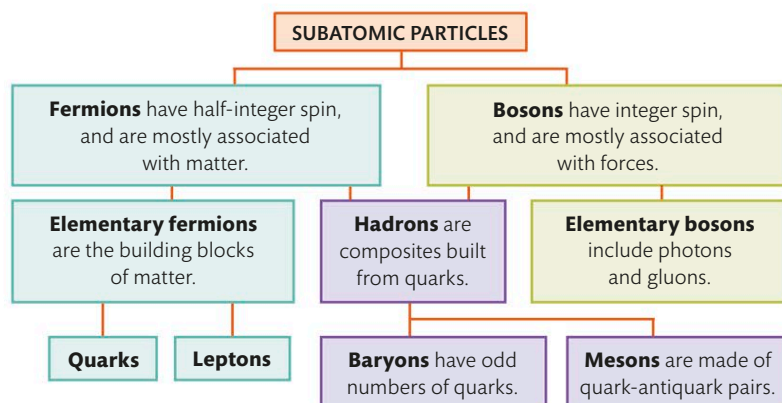 SUBATOMIC PARTICLES
Fermions have half-integer spin,
and are mostly associated
with matter.
Bosons have integer spin,
and are mostly associated
with forces.
Elementary fermions
are the building blocks
of matter.
Hadrons are
composites built
from quarks.
Elementary bosons
include photons
and gluons.
Quarks
Leptons
Baryons have odd
numbers of quarks.
Mesons are made of
quark-antiquark pairs.